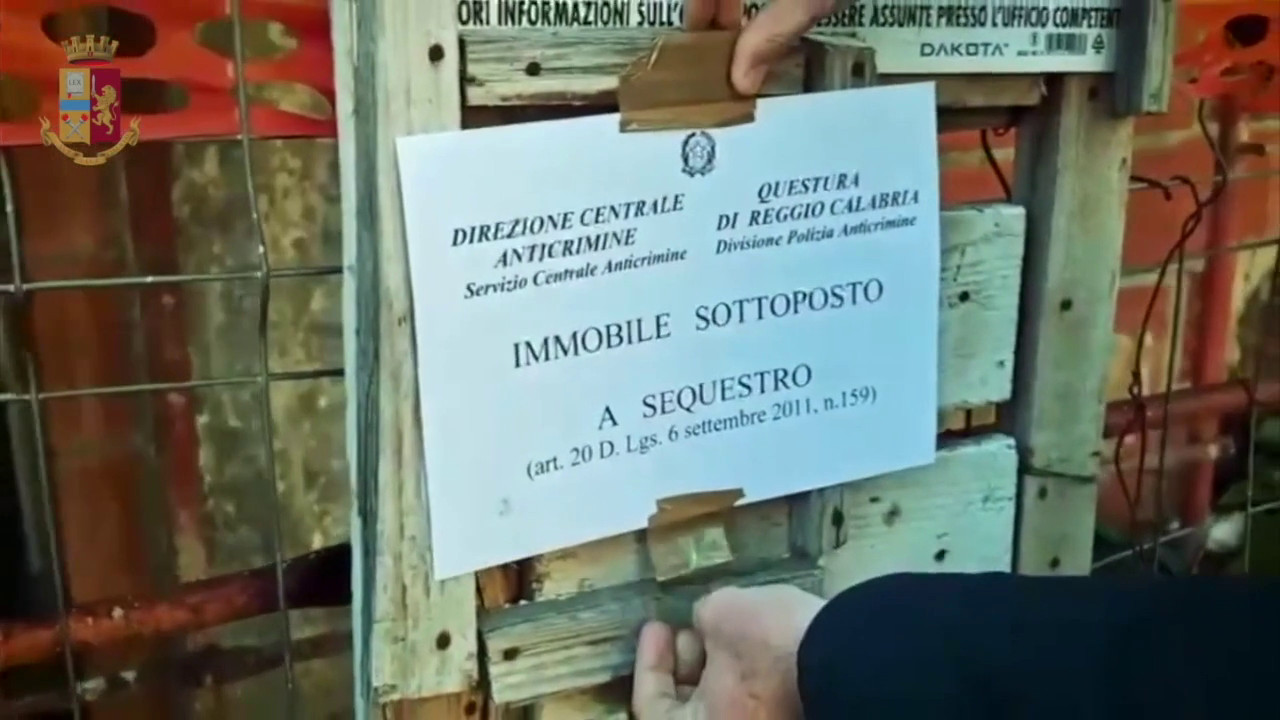 ORI INFORMAZIONI SULL' ESSERE ASSUNTE PRESSO L'UFFICIO COMPETENT
DAKOTA
LEX
DIREZIONE CENTRALE
ANTICRIMINE
Servizio Centrale Anticrimine
QUESTURA
DI REGGIO CALABRIA
Divisione Polizia Anticrimine
IMMOBILE SOTTOPOSTO
A SEQUESTRO
(art. 20 D. Lgs. 6 settembre 2011, n.159)